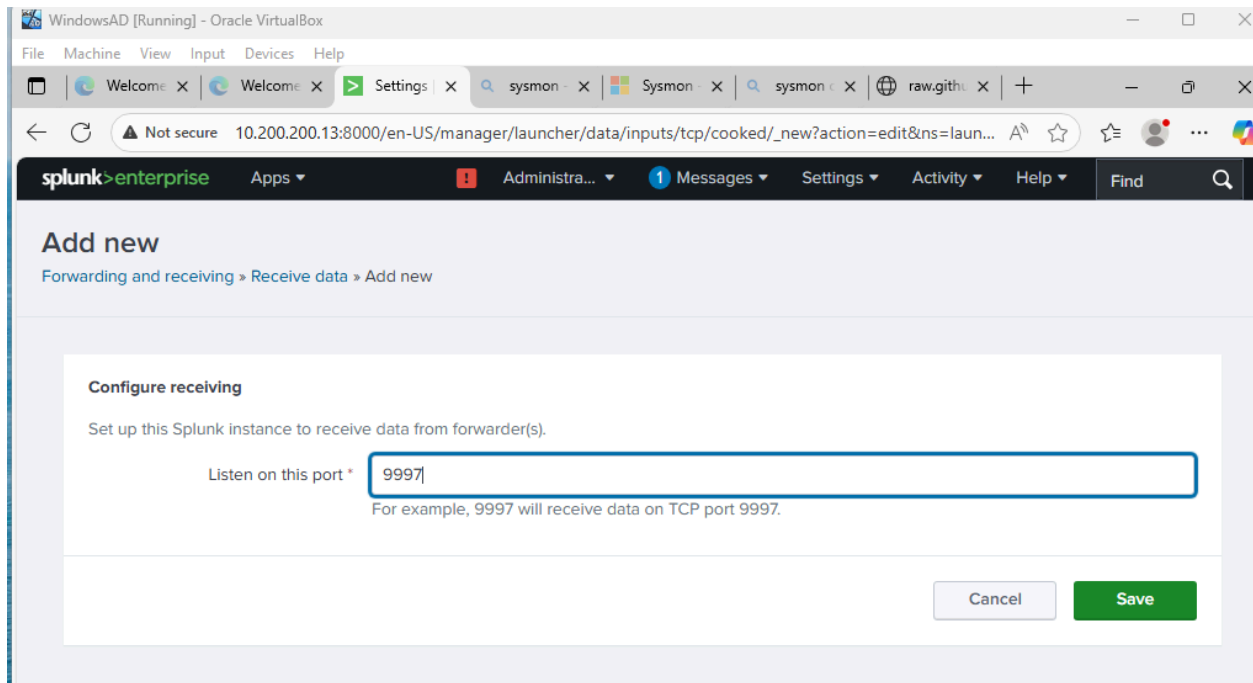 WindowsAD [Running] - Oracle VirtualBox
File Machine View Input Devices Help
Welcome Welcome Settings sysmon - Sysmon - sysmon c raw.githu
Not secure 10.200.200.13:8000/en-US/manager/launcher/data/inputs/tcp/cooked/_new?action=edit&ns=laun...
splunk>enterprise Apps Administra... 1 Messages Settings Activity Help Find
Add new
Forwarding and receiving » Receive data » Add new
Configure receiving
Set up this Splunk instance to receive data from forwarder(s).
Listen on this port * 9997
For example, 9997 will receive data on TCP port 9997.
Cancel Save